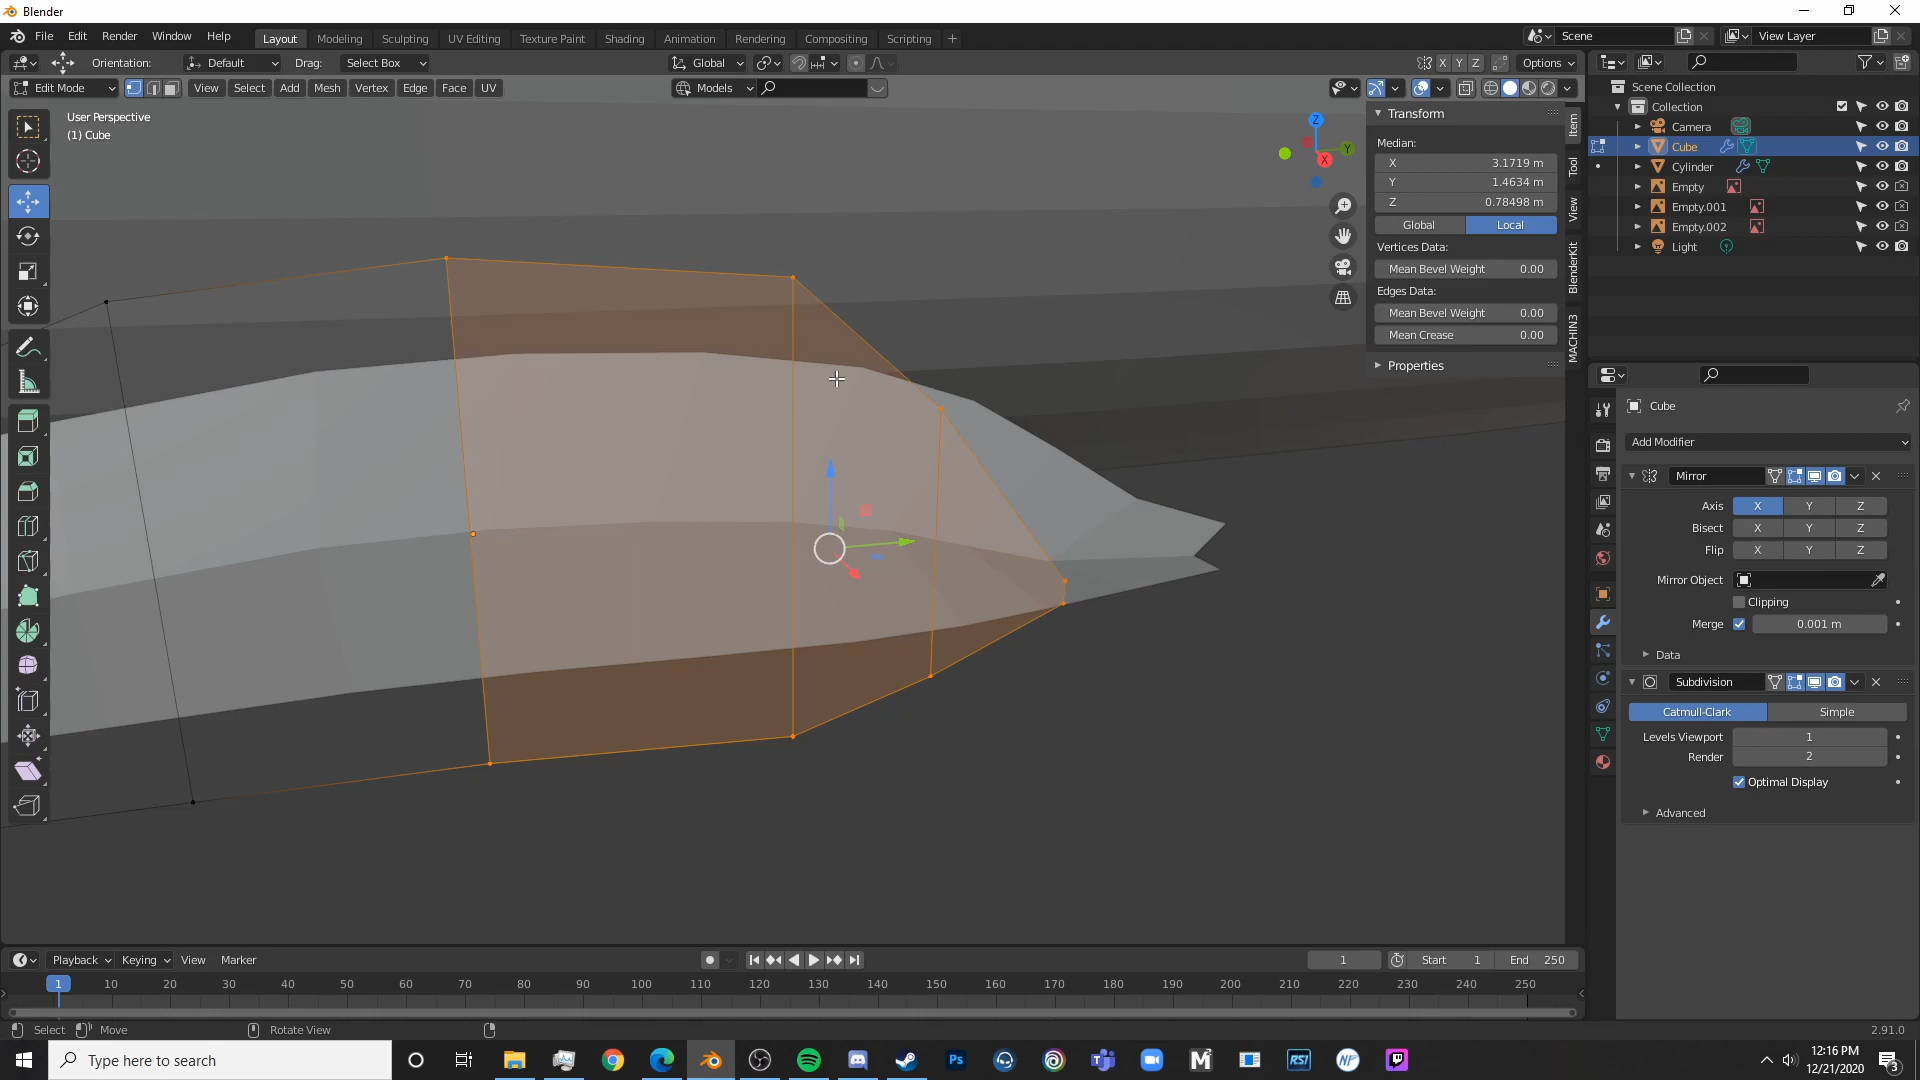 Blender
File Edit Render Window Help
Layout Modeling Sculpting UV Editing Texture Paint Shading Animation Rendering Compositing Scripting
Scene
View Layer
Orientation: Default Drag: Select Box
Global
X Y Z Options
Edit Mode View Select Add Mesh Vertex Edge Face UV
Models
User Perspective
(1) Cube
Z
Y
X
Transform
Median:
X 3.1719 m
Y 1.4634 m
Z 0.78498 m
Global Local
Vertices Data:
Mean Bevel Weight 0.00
Edges Data:
Mean Bevel Weight 0.00
Mean Crease 0.00
Properties
Item
Tool
View
BlenderKit
MACHIN3
Scene Collection
Collection
Camera
Cube
Cylinder
Empty
Empty.001
Empty.002
Light
Cube
Add Modifier
Mirror
Axis X Y Z
Bisect X Y Z
Flip X Y Z
Mirror Object
Clipping
Merge 0.001 m
Data
Subdivision
Catmull-Clark Simple
Levels Viewport 1
Render 2
Optimal Display
Advanced
Playback Keying View Marker
1 Start 1 End 250
1 10 20 30 40 50 60 70 80 90 100 110 120 130 140 150 160 170 180 190 200 210 220 230 240 250
Select Move Rotate View
2.91.0
Type here to search
Ps
M
RSI
NP
12:16 PM
12/21/2020
3